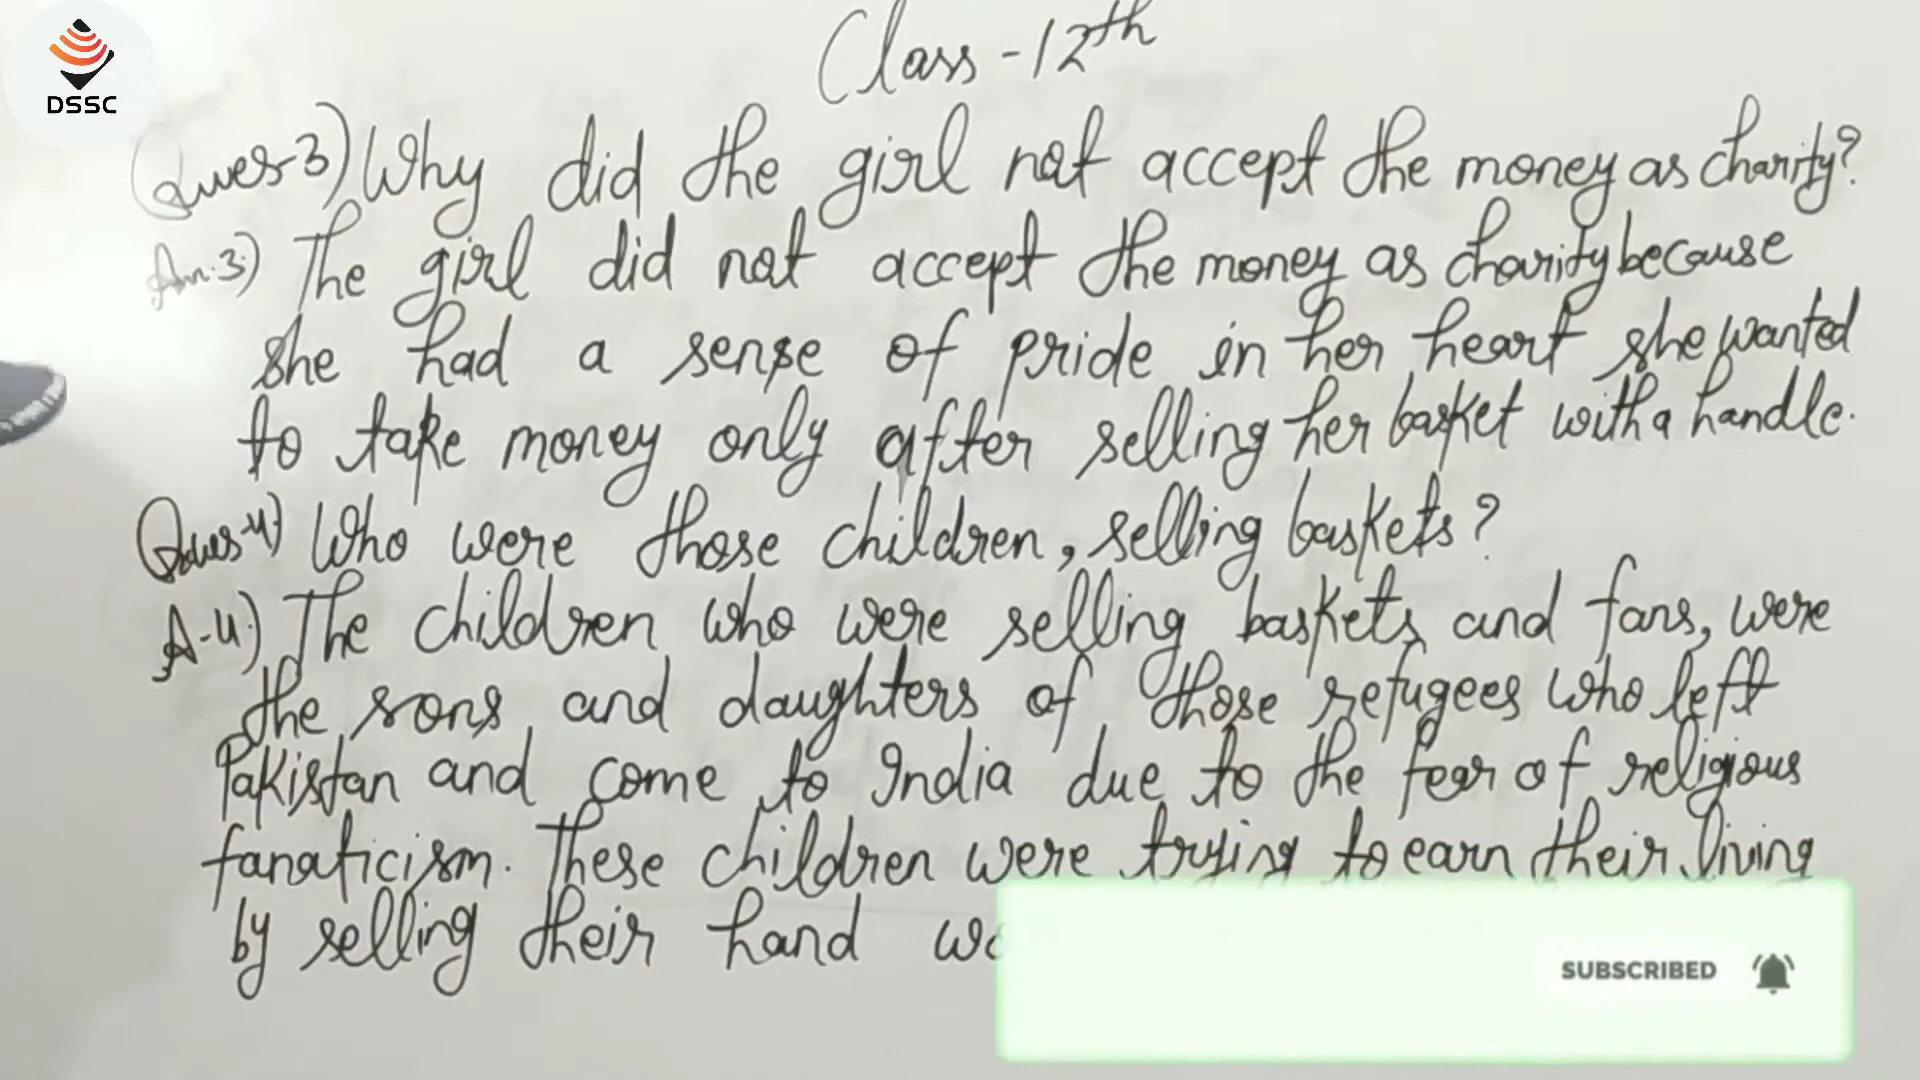 DSSC
Class-12th
Ques-3) Why did the girl not accept the money as charity?
An.3.) The girl did not accept the money as charity because
She had a sense of pride in her heart she wanted
to take money only after selling her basket with a handle.
Ques-4) Who were those children, selling baskets?
A-4.) The children who were selling baskets and fans, were
the sons and daughters of those refugees who left
Pakistan and come to India due to the fear of religious
fanaticism. These children were trying to earn their living
by selling their hand
SUBSCRIBED